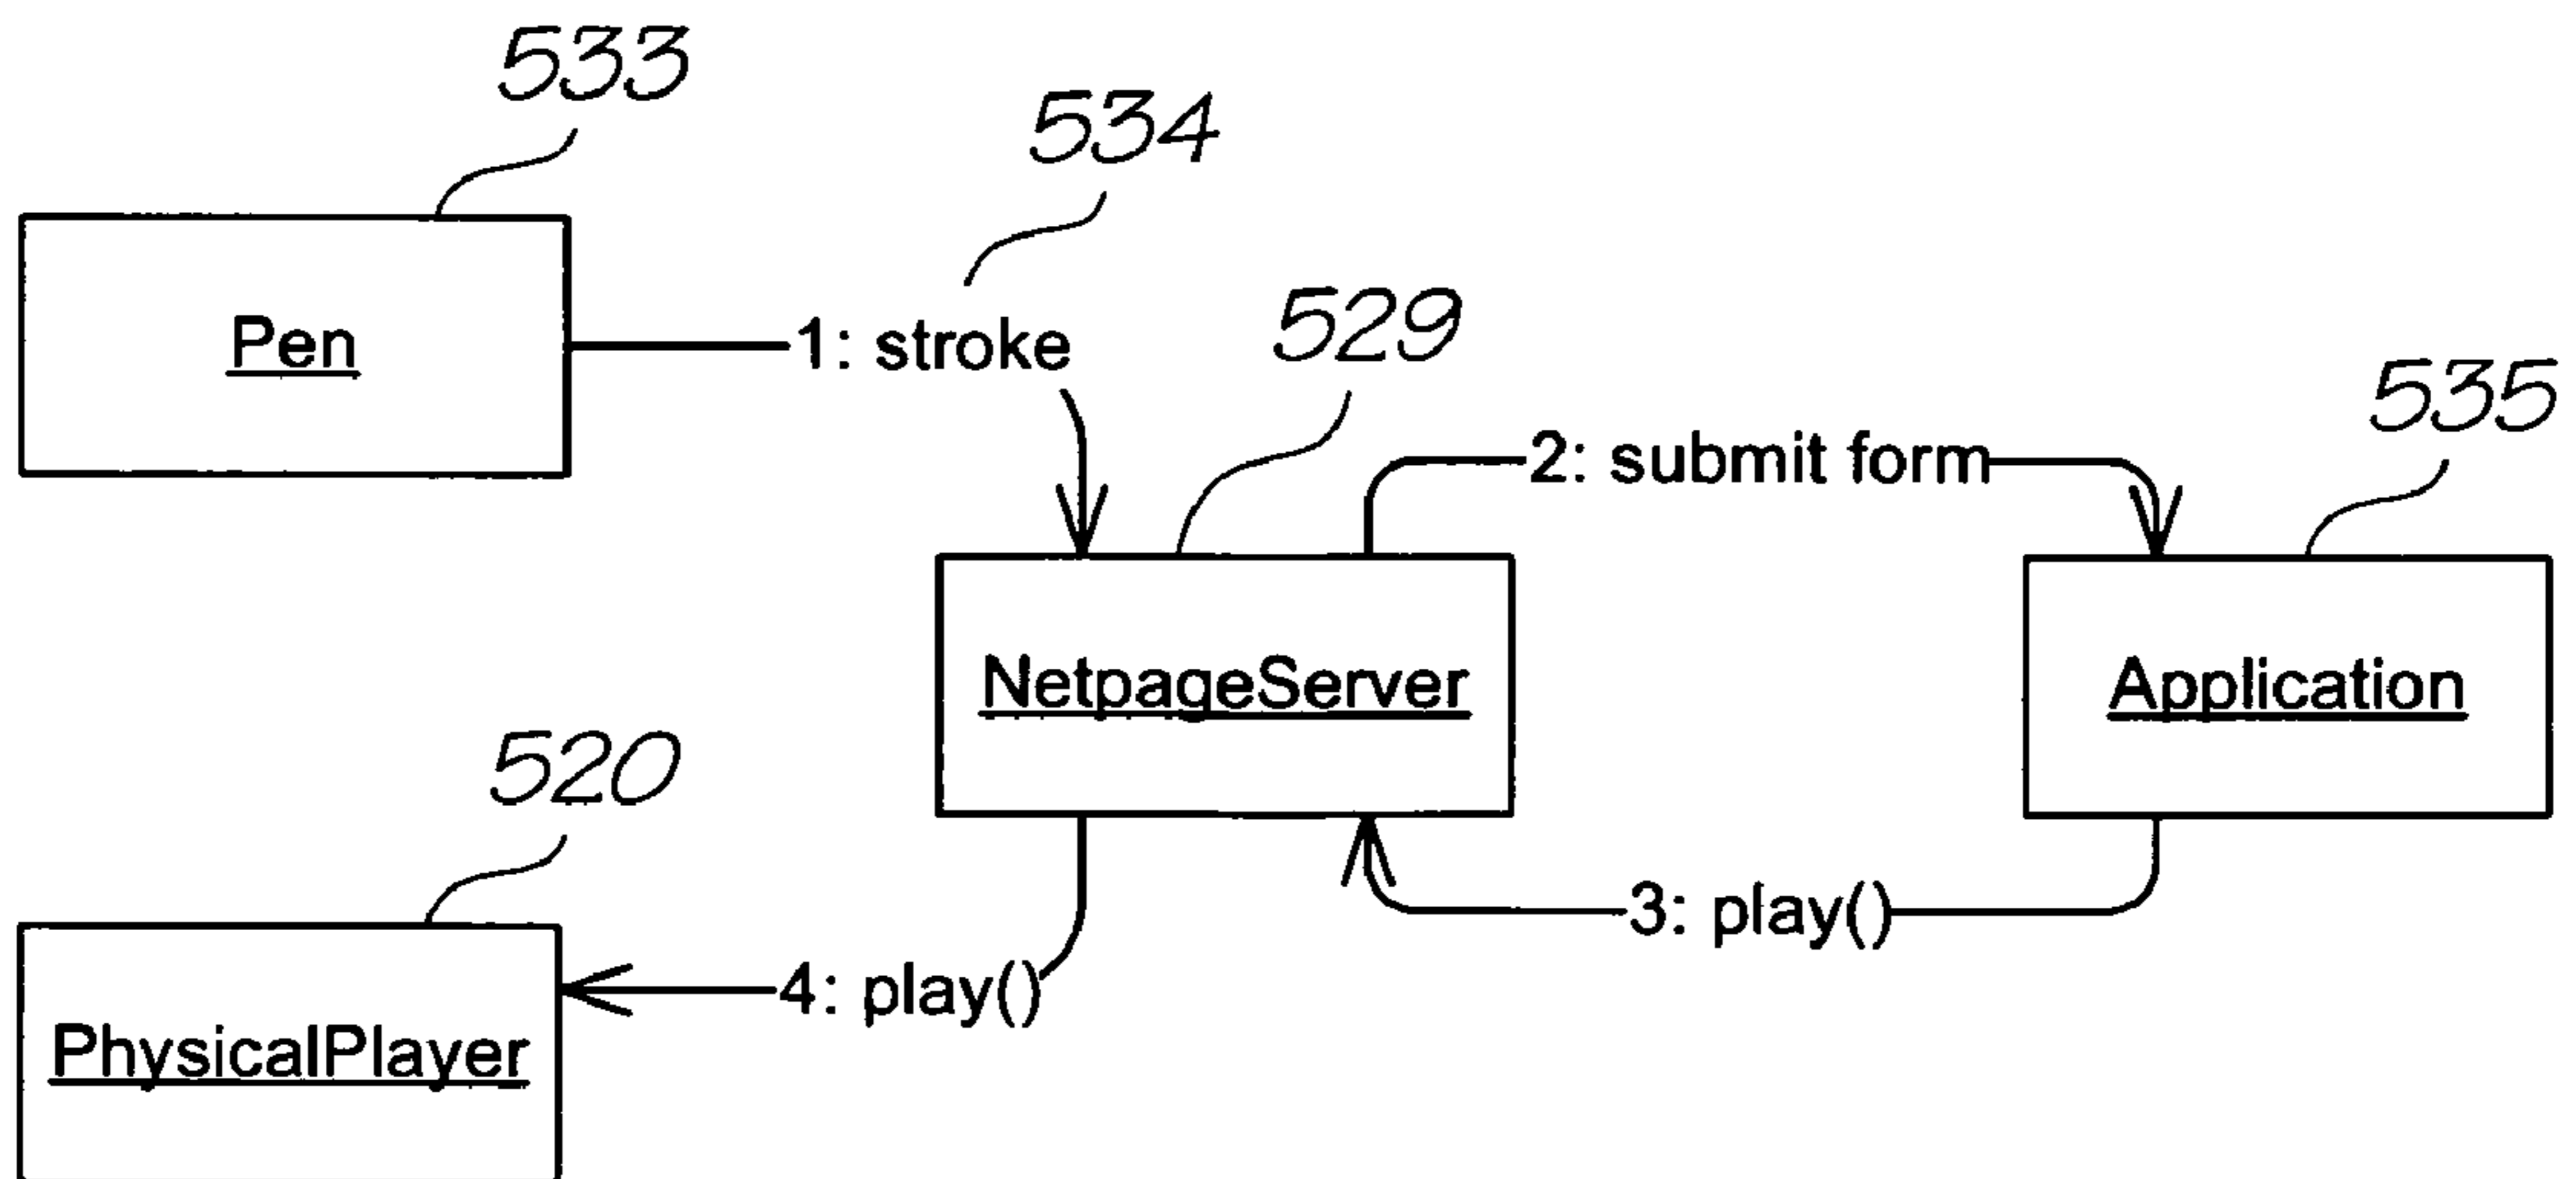 533
534
Pen
1: stroke
529
535
2: submit form
NetpageServer
Application
520
3: play()
4: play()
PhysicalPlayer